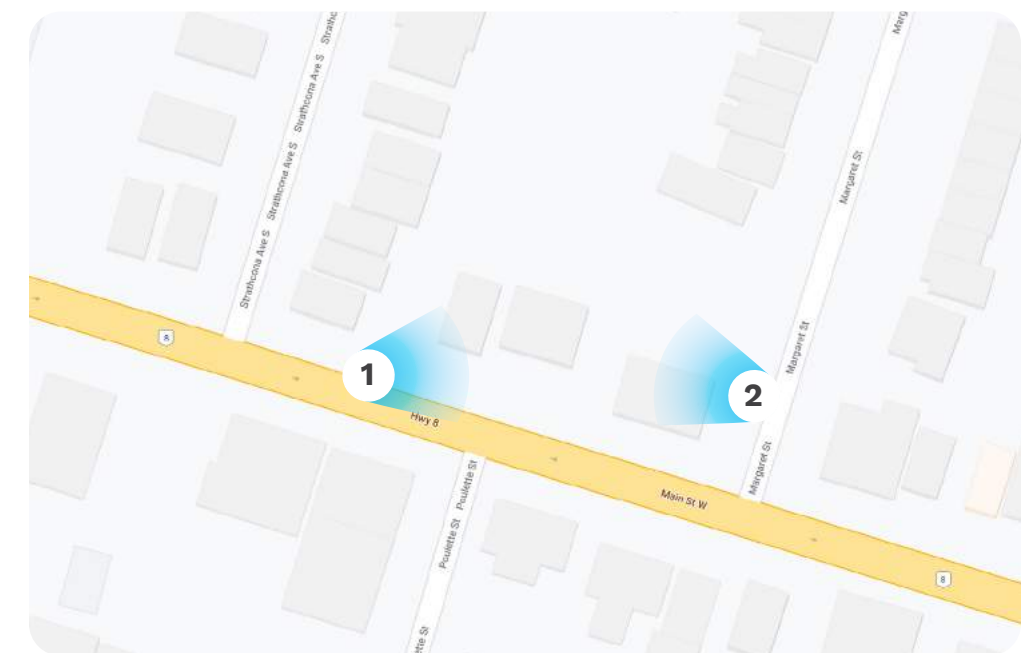 Strathc
Strathcona Ave S
Strathcona Ave S
Strathcona Ave S
Marg
Margaret St
Margaret St
Margaret St
8
1
2
Hwy 8
Main St W
Poulette St
Poulette St
ette St
8